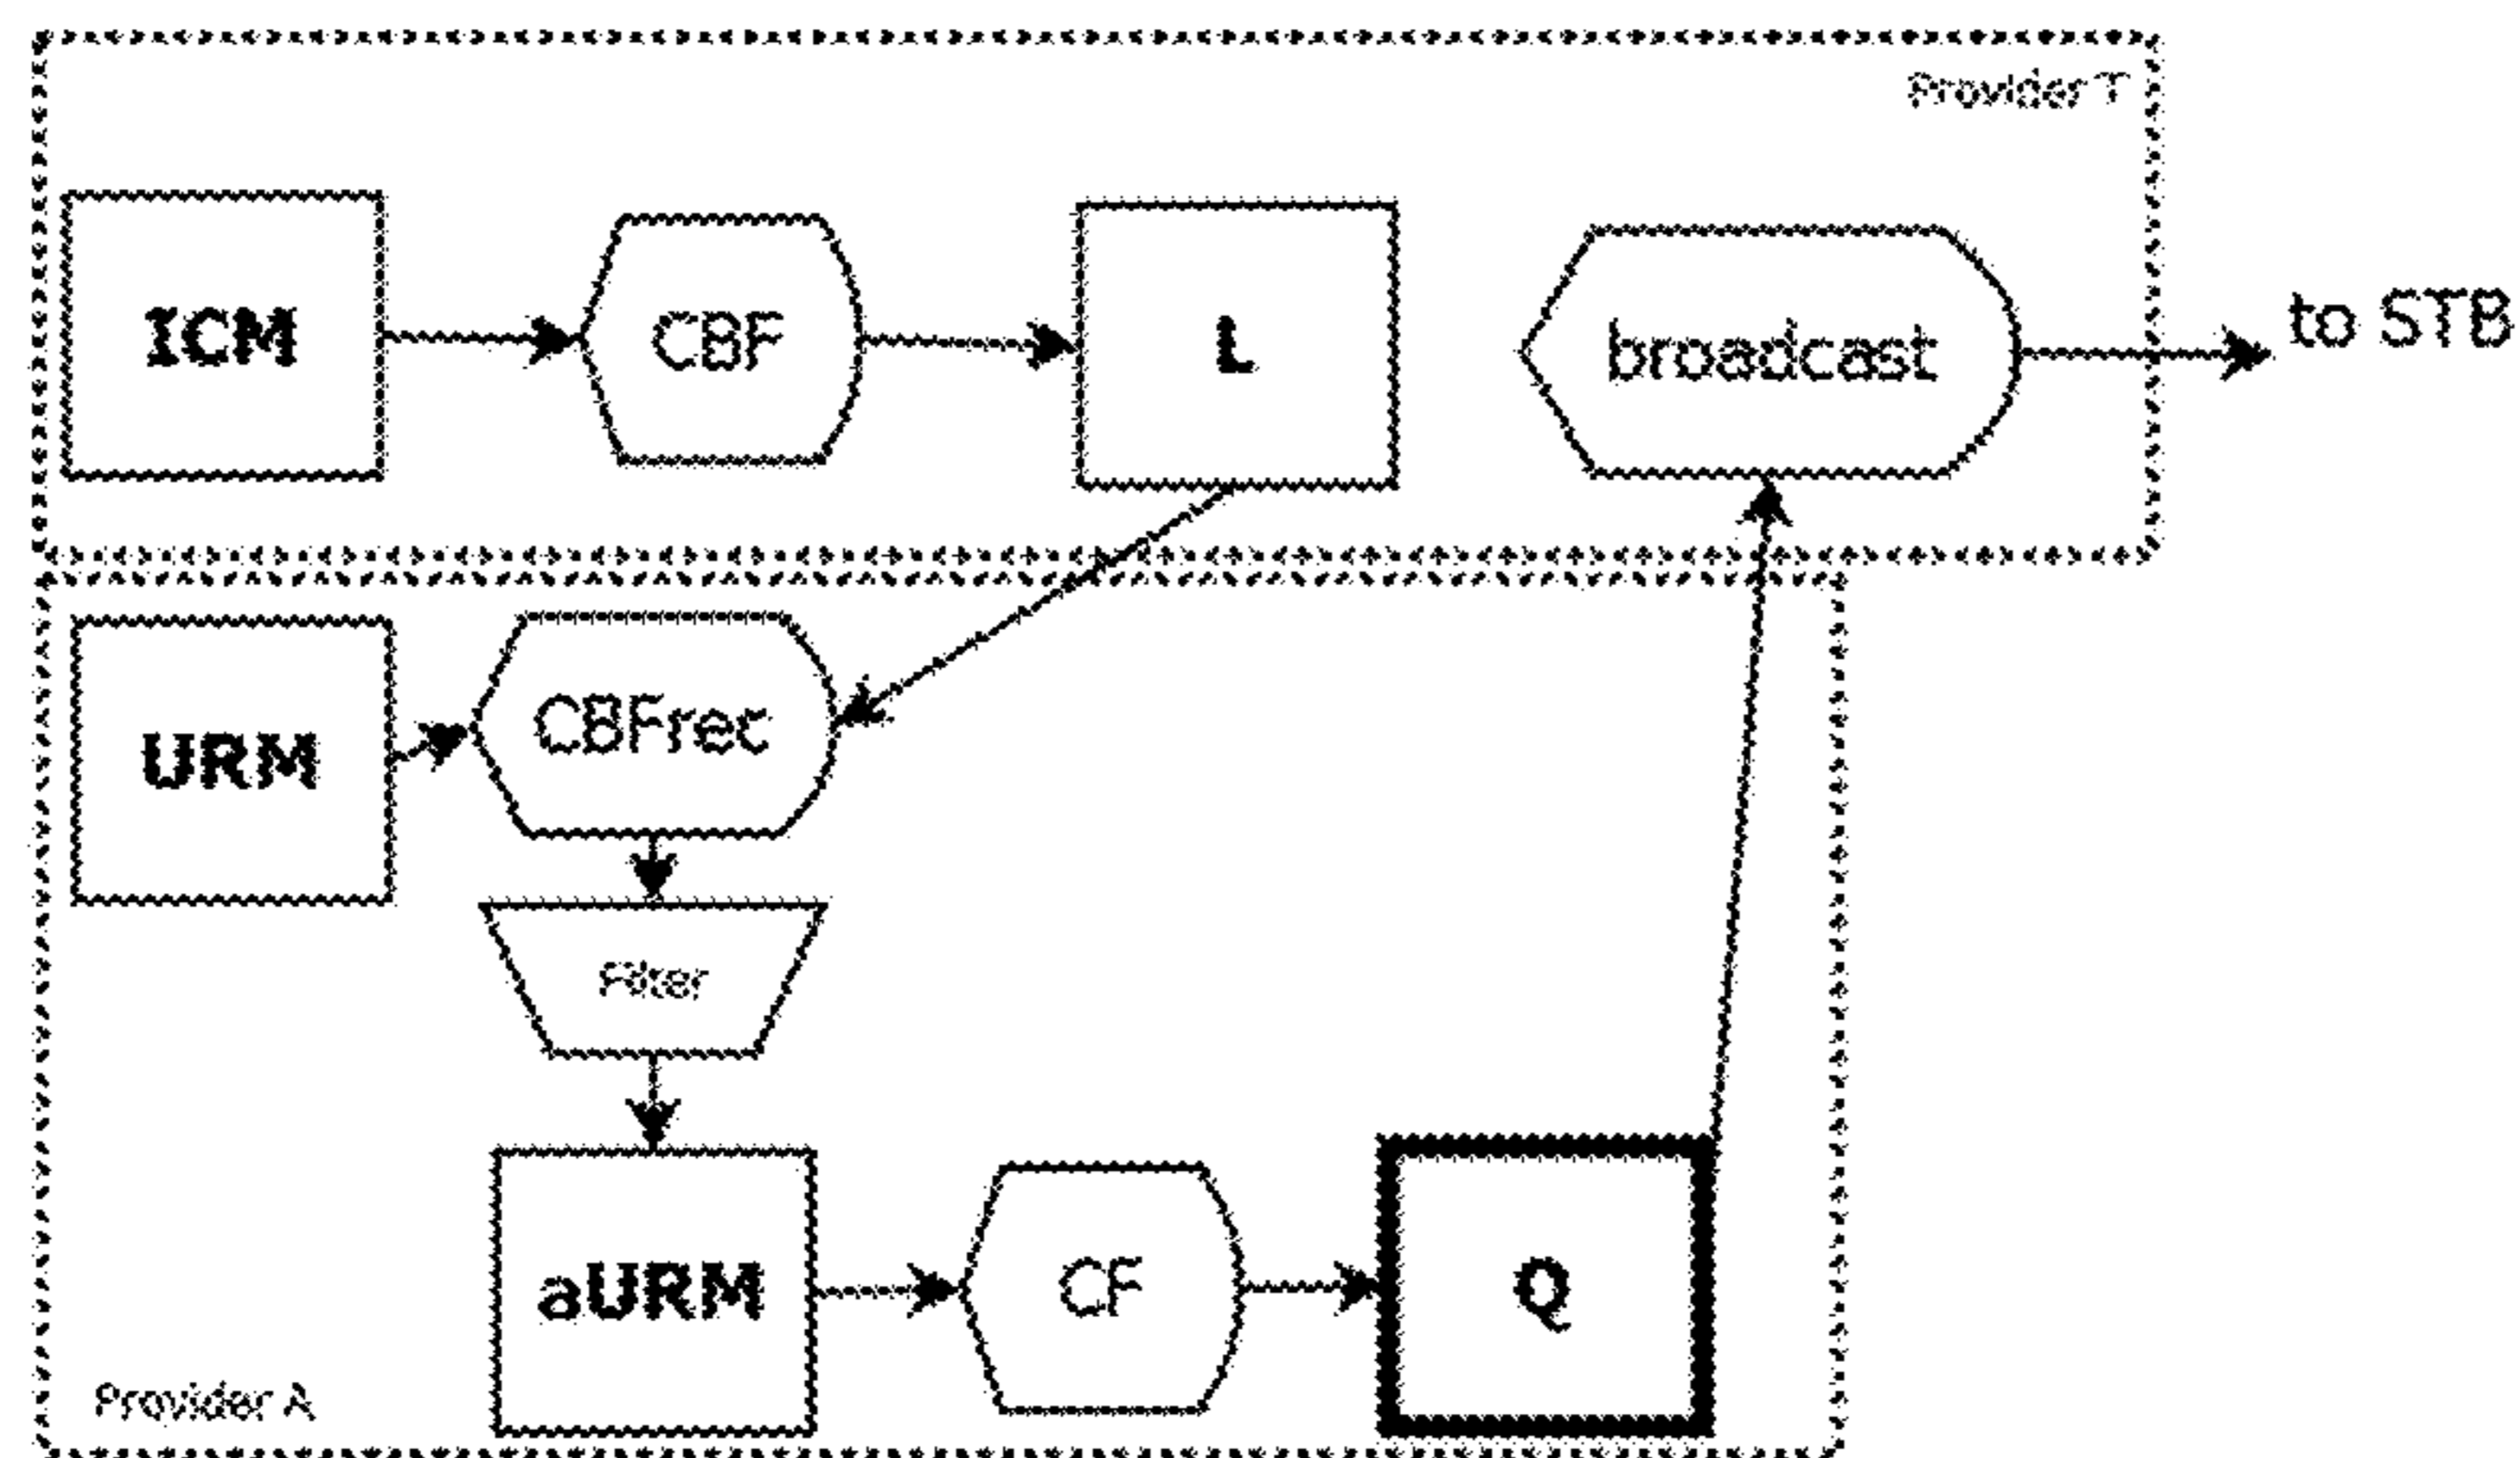 Provider T
ICM
CBF
L
broadcast
to STB
URM
CBFrec
Filter
aURM
CF
Q
Provider A